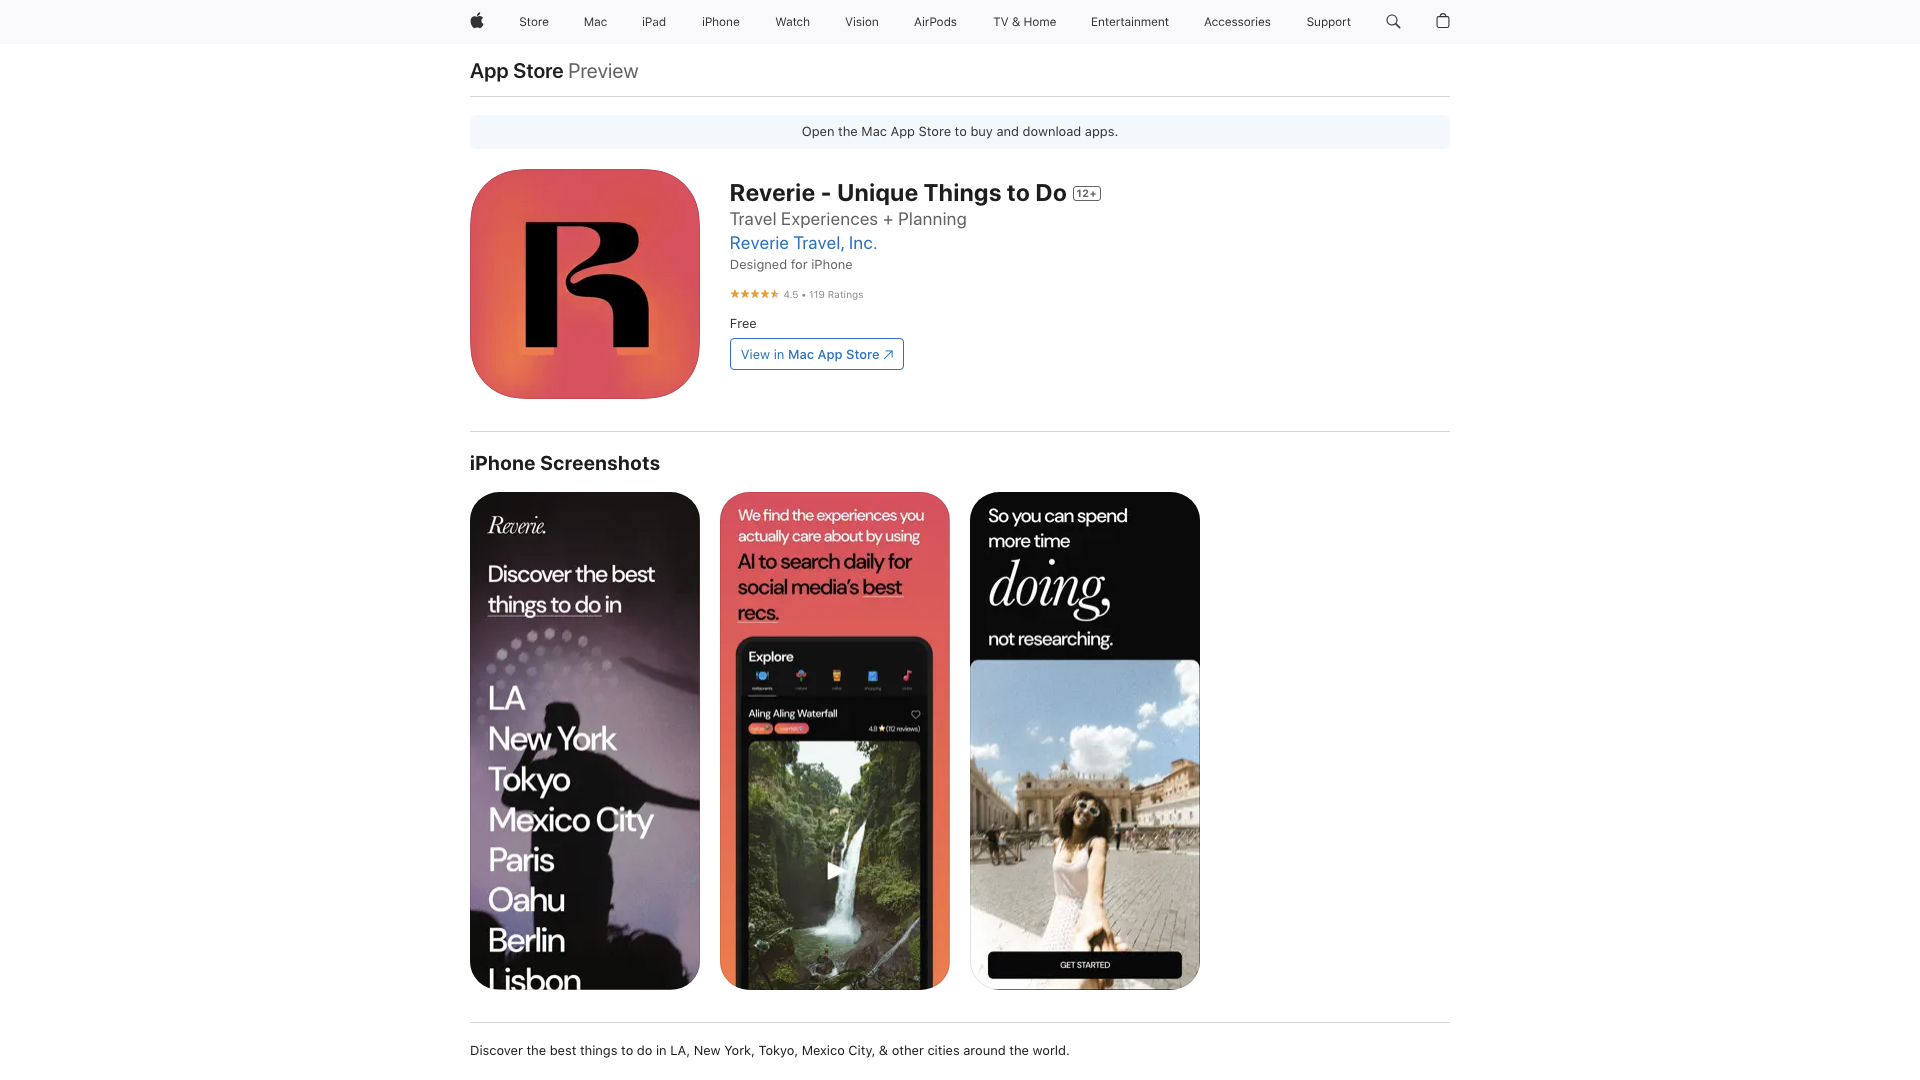 Store
Mac
iPad
iPhone
Watch
Vision
AirPods
TV & Home
Entertainment
Accessories
Support
App Store Preview
Open the Mac App Store to buy and download apps.
R
Reverie - Unique Things to Do 12+
Travel Experiences + Planning
Reverie Travel, Inc.
Designed for iPhone
4.5 • 119 Ratings
Free
View in Mac App Store
iPhone Screenshots
Reverie.
Discover the best
things to do in
LA
New York
Tokyo
Mexico City
Paris
Oahu
Berlin
Lisbon
We find the experiences you
actually care about by using
AI to search daily for
social media's best
recs.
Explore
Aling Aling Waterfall
4.8 (112 reviews)
So you can spend
more time
doing,
not researching.
GET STARTED
Discover the best things to do in LA, New York, Tokyo, Mexico City, & other cities around the world.